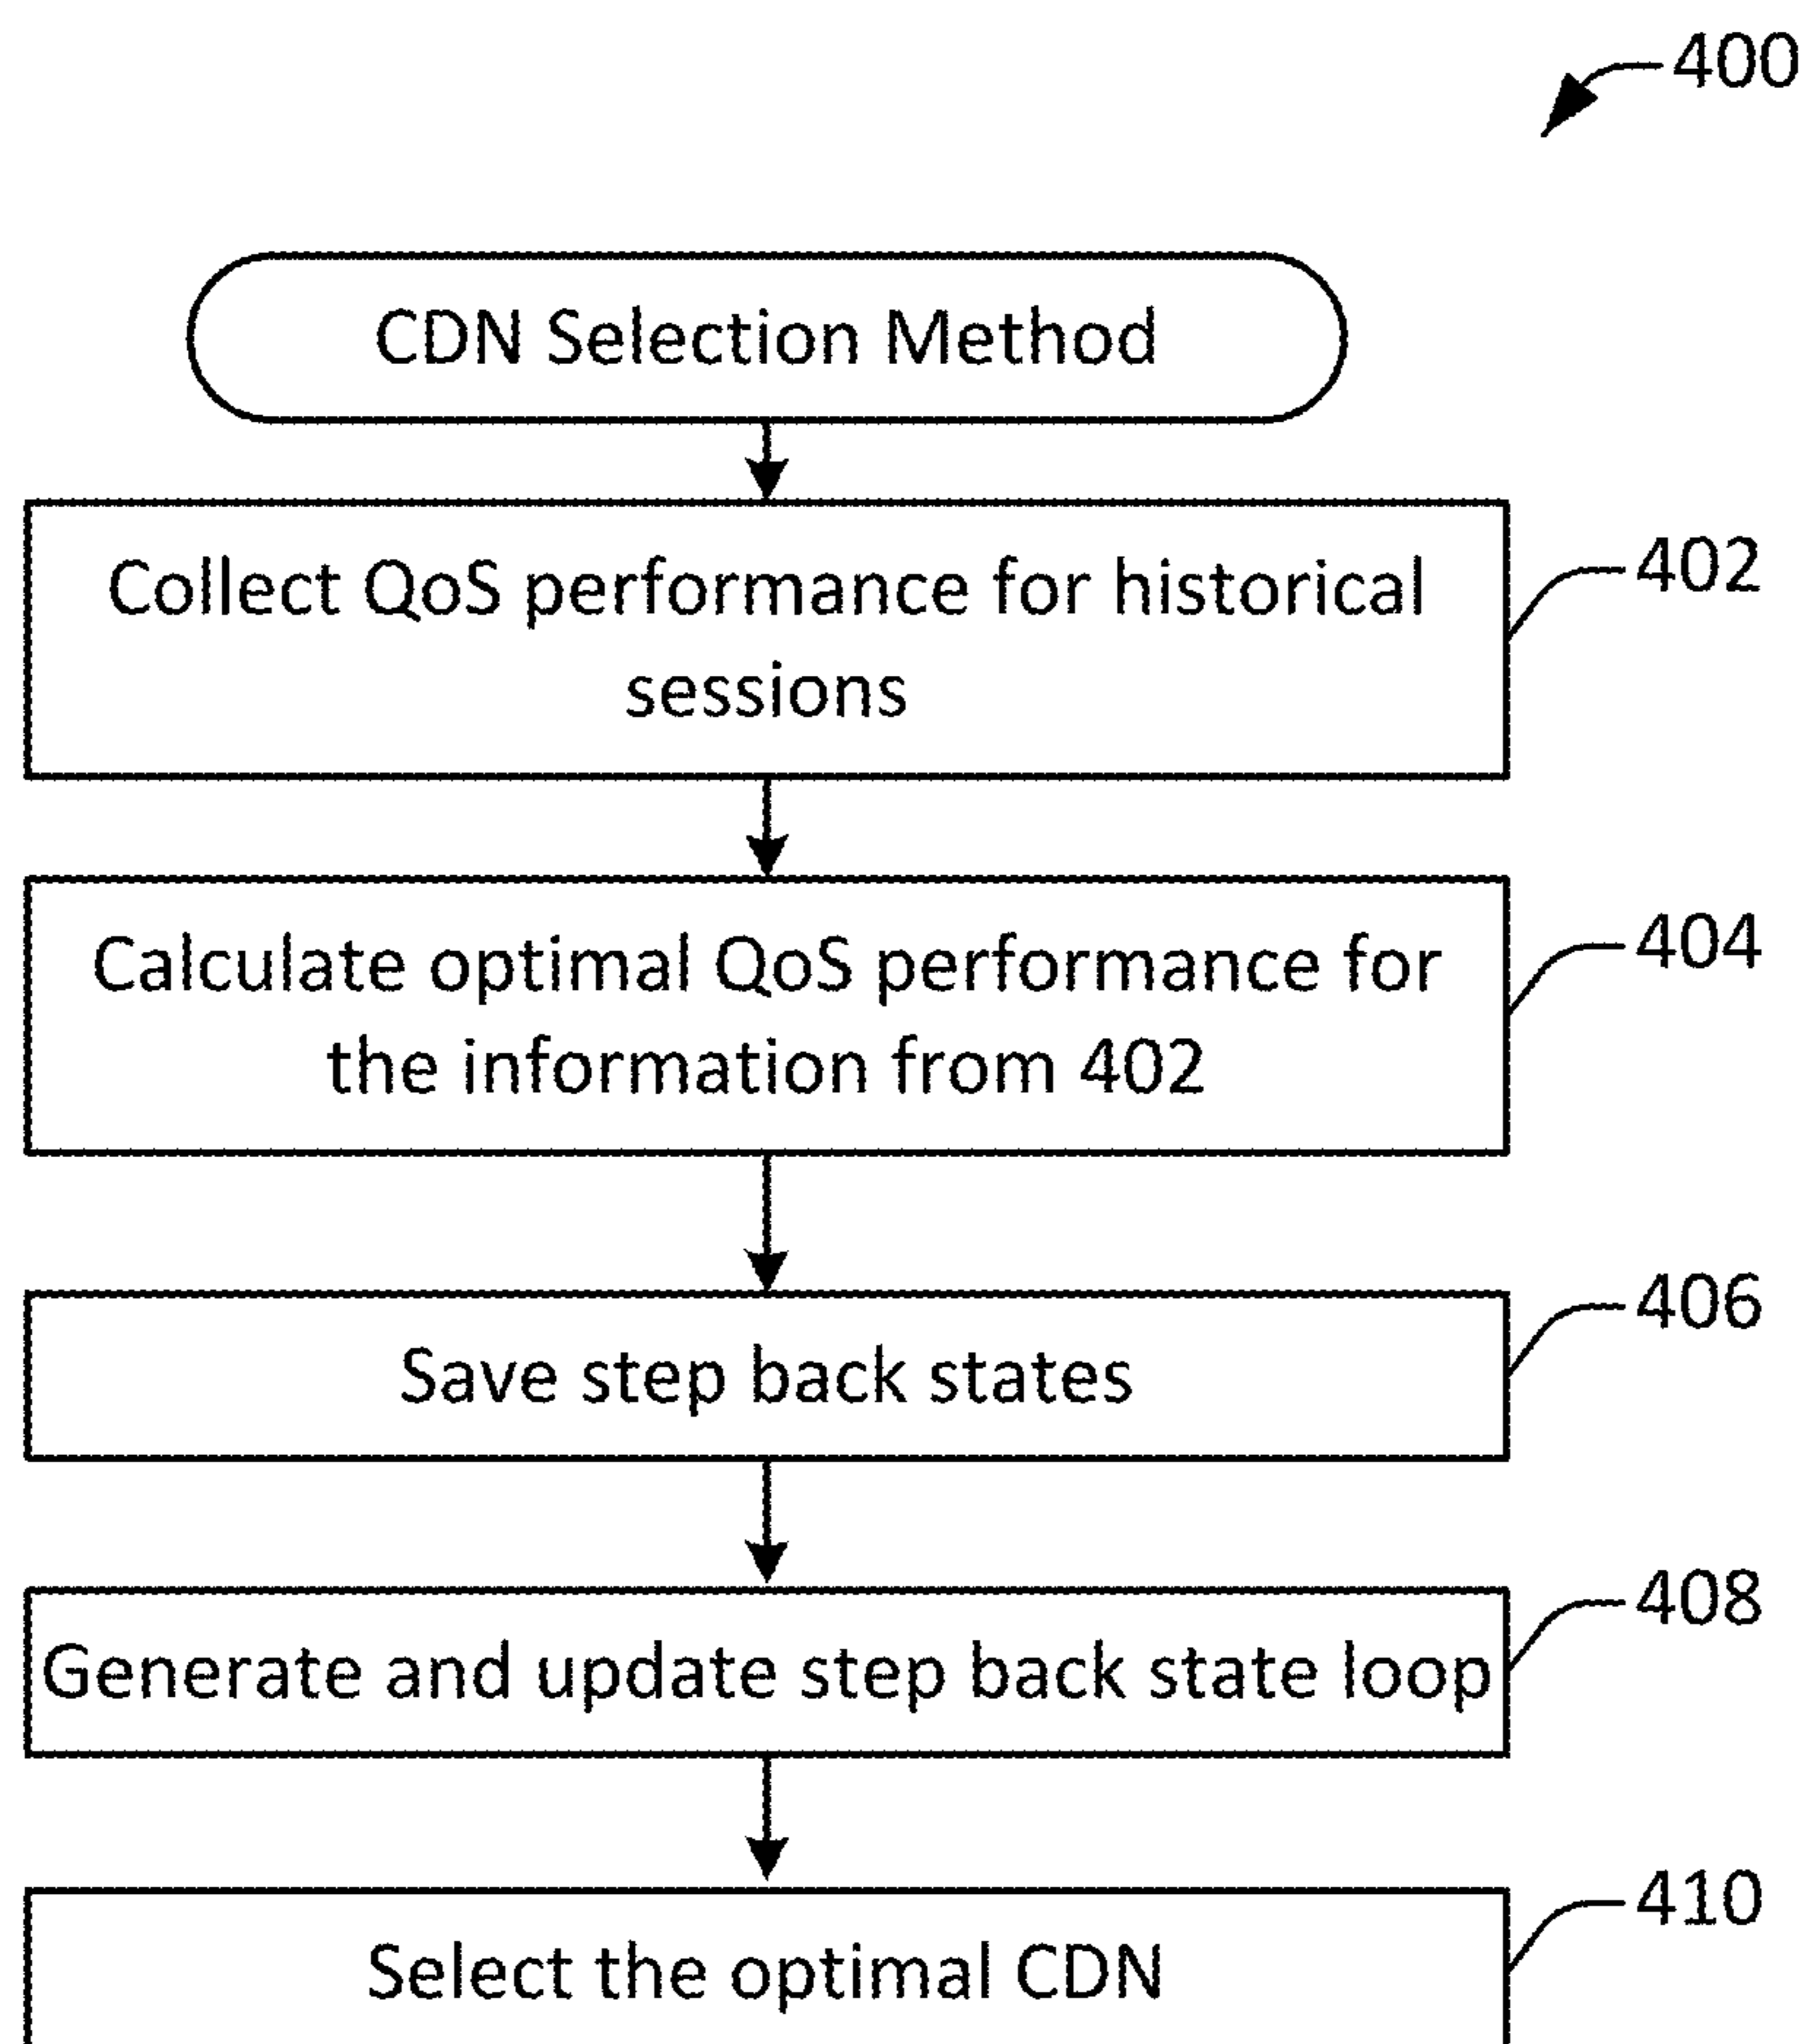 400
CDN Selection Method
Collect QoS performance for historical
sessions
402
Calculate optimal QoS performance for
the information from 402
404
Save step back states
406
Generate and update step back state loop
408
Select the optimal CDN
410